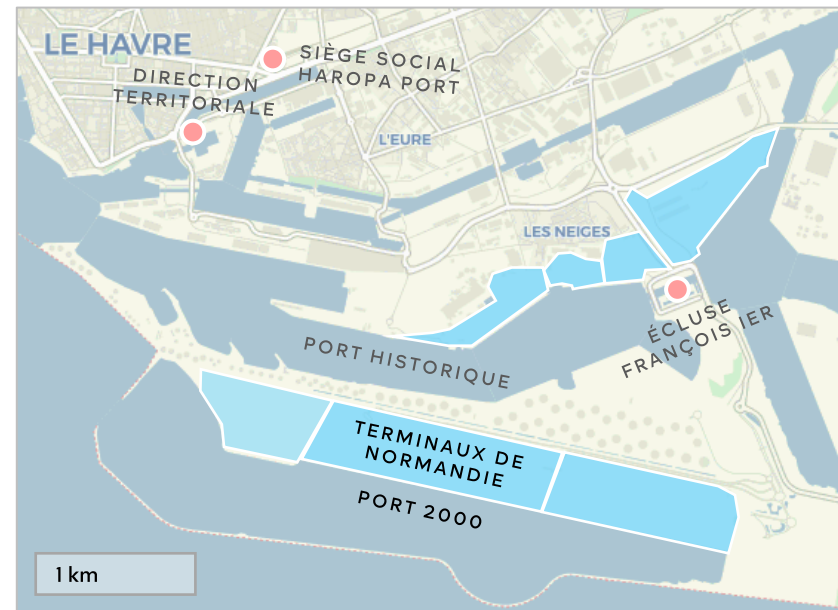 LE HAVRE
SIÈGE SOCIAL
HAROPA PORT
DIRECTION
TERRITORIALE
L'EURE
LES NEIGES
ÉCLUSE
FRANÇOIS IER
PORT HISTORIQUE
TERMINAUX DE
NORMANDIE
PORT 2000
1 km